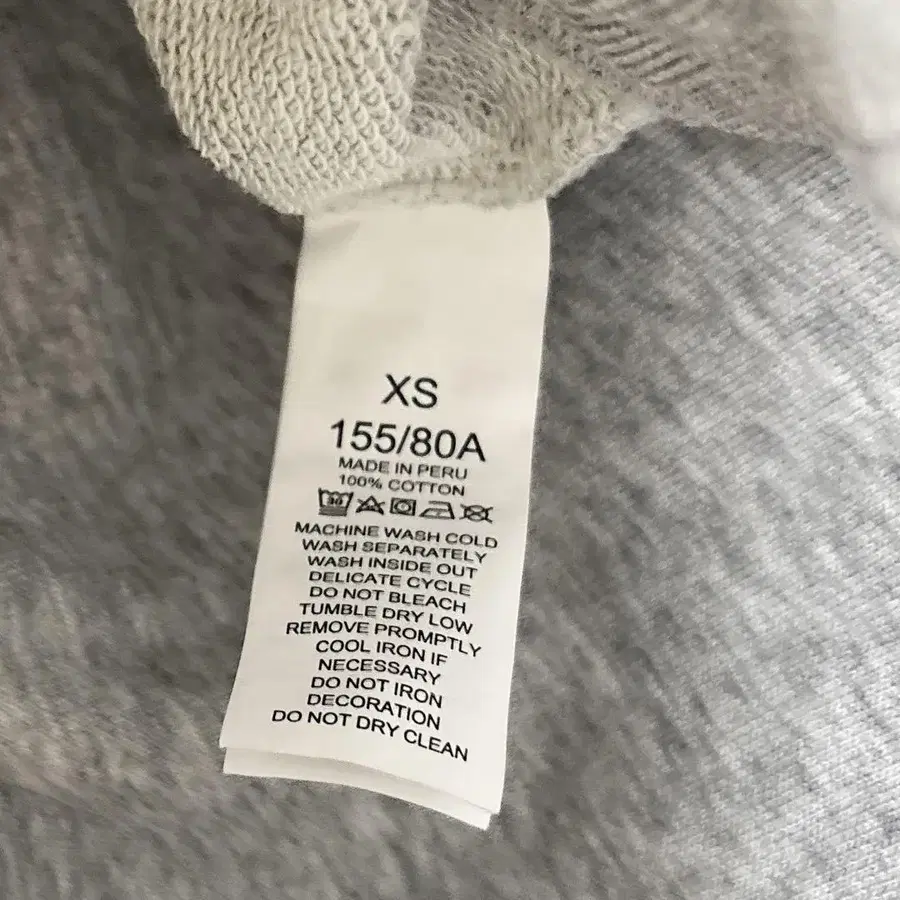 XS
155/80A
MADE IN PERU
100% COTTON
30
MACHINE WASH COLD
WASH SEPARATELY
WASH INSIDE OUT
DELICATE CYCLE
DO NOT BLEACH
TUMBLE DRY LOW
REMOVE PROMPTLY
COOL IRON IF
NECESSARY
DO NOT IRON
DECORATION
DO NOT DRY CLEAN